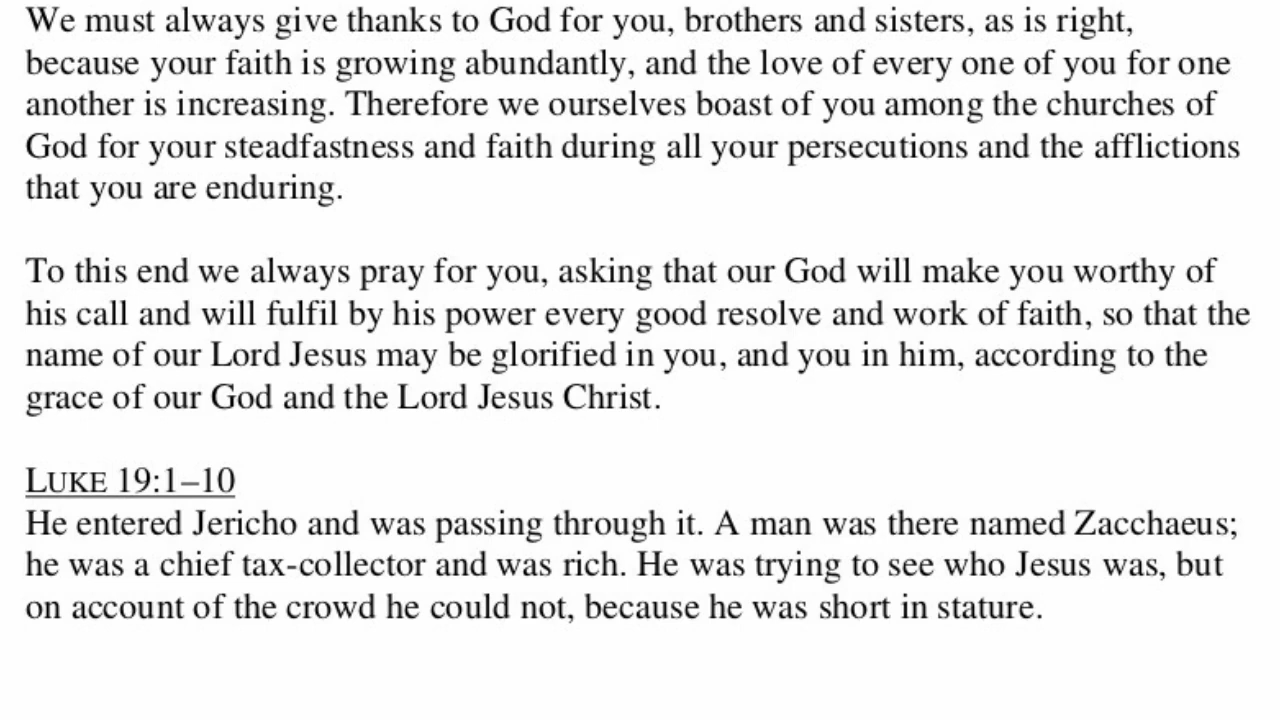 We must always give thanks to God for you, brothers and sisters, as is right,
because your faith is growing abundantly, and the love of every one of you for one
another is increasing. Therefore we ourselves boast of you among the churches of
God for your steadfastness and faith during all your persecutions and the afflictions
that you are enduring.
To this end we always pray for you, asking that our God will make you worthy of
his call and will fulfil by his power every good resolve and work of faith, so that the
name of our Lord Jesus may be glorified in you, and you in him, according to the
grace of our God and the Lord Jesus Christ.
LUKE 19:1–10
He entered Jericho and was passing through it. A man was there named Zacchaeus;
he was a chief tax-collector and was rich. He was trying to see who Jesus was, but
on account of the crowd he could not, because he was short in stature.